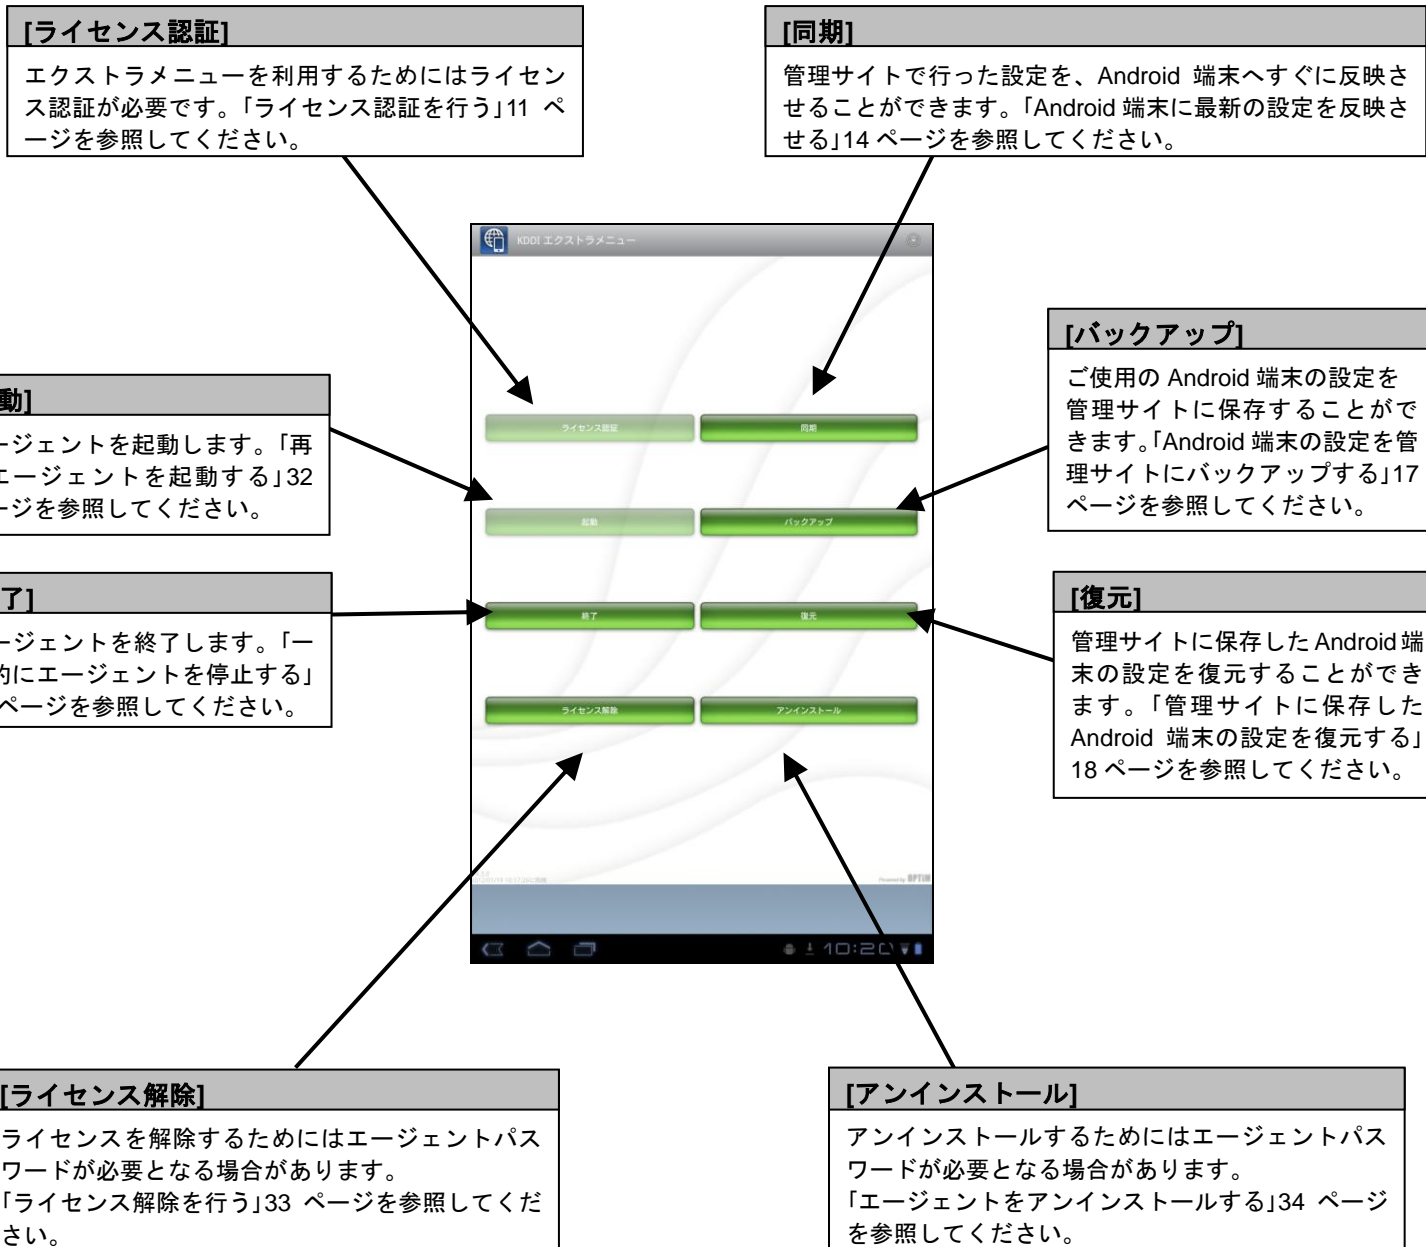 [ライセンス認証]
エクストラメニューを利用するためにはライセン
ス認証が必要です。「ライセンス認証を行う」11 ペ
ージを参照してください。
[同期]
管理サイトで行った設定を、Android 端末へすぐに反映さ
せることができます。「Android 端末に最新の設定を反映さ
せる」14 ページを参照してください。
KDDI エクストラメニュー
[バックアップ]
ご使用の Android 端末の設定を
管理サイトに保存することがで
きます。「Android 端末の設定を管
理サイトにバックアップする」17
ページを参照してください。
動]
ージェントを起動します。「再
エージェントを起動する」32
ージを参照してください。
ライセンス認証
同期
起動
バックアップ
終了
復元
ライセンス解除
アンインストール
了]
ージェントを終了します。「一
的にエージェントを停止する」
ページを参照してください。
[復元]
管理サイトに保存した Android 端
末の設定を復元することができ
ます。「管理サイトに保存した
Android 端末の設定を復元する」
18 ページを参照してください。
Powered by OPTiM
10:20
[ライセンス解除]
ライセンスを解除するためにはエージェントパス
ワードが必要となる場合があります。
「ライセンス解除を行う」33 ページを参照してくだ
さい。
[アンインストール]
アンインストールするためにはエージェントパス
ワードが必要となる場合があります。
「エージェントをアンインストールする」34 ページ
を参照してください。